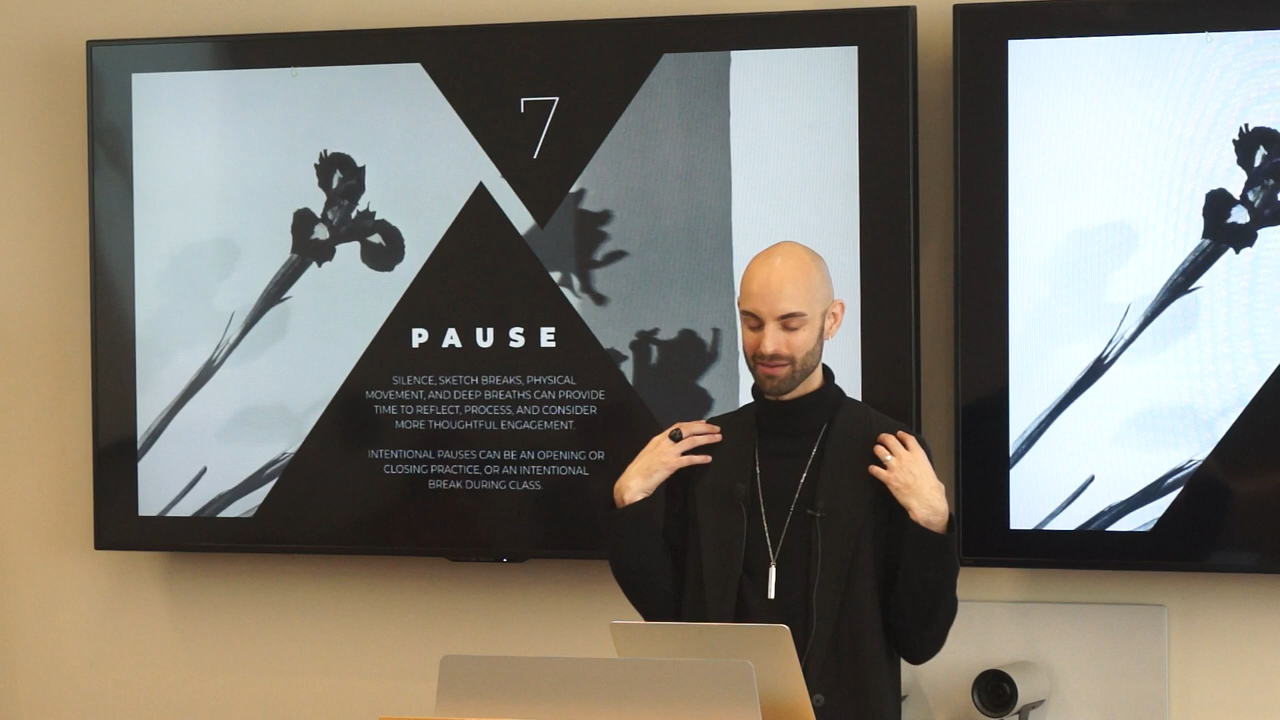 7
PAUSE
SILENCE, SKETCH BREAKS, PHYSICAL
MOVEMENT, AND DEEP BREATHS CAN PROVIDE
TIME TO REFLECT, PROCESS, AND CONSIDER
MORE THOUGHTFUL ENGAGEMENT.
INTENTIONAL PAUSES CAN BE AN OPENING OR
CLOSING PRACTICE, OR AN INTENTIONAL
BREAK DURING CLASS.